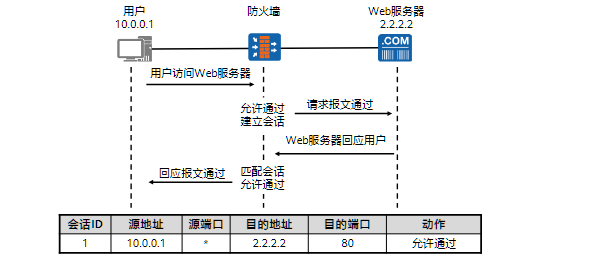 用户
10.0.0.1
防火墙
Web服务器
2.2.2.2
.COM
用户访问Web服务器
允许通过
建立会话
请求报文通过
Web服务器回应用户
回应报文通过
匹配会话
允许通过
会话ID 源地址 源端口 目的地址 目的端口 动作
1 10.0.0.1 * 2.2.2.2 80 允许通过